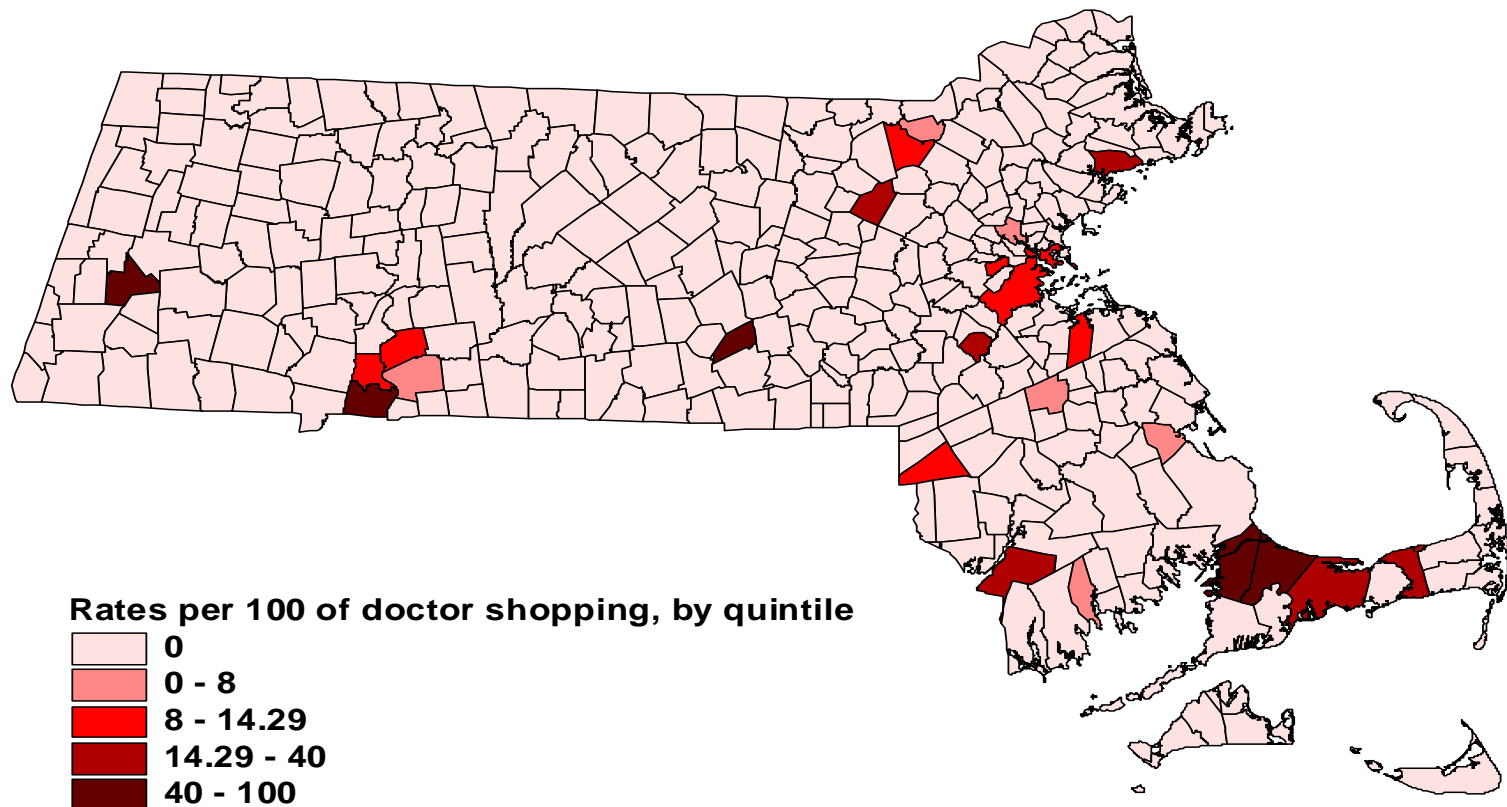 Rates per 100 of doctor shopping, by quintile
0
0 - 8
8 - 14.29
14.29 - 40
40 - 100